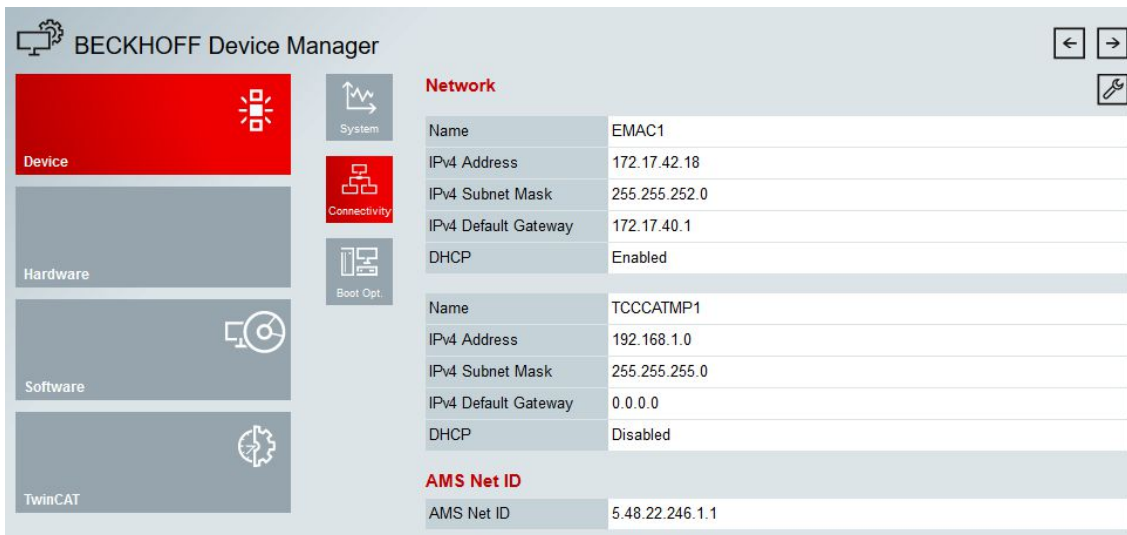 BECKHOFF Device Manager
Device
Hardware
Software
TwinCAT
System
Connectivity
Boot Opt.
Network
Name EMAC1
IPv4 Address 172.17.42.18
IPv4 Subnet Mask 255.255.252.0
IPv4 Default Gateway 172.17.40.1
DHCP Enabled
Name TCCCATMP1
IPv4 Address 192.168.1.0
IPv4 Subnet Mask 255.255.255.0
IPv4 Default Gateway 0.0.0.0
DHCP Disabled
AMS Net ID
AMS Net ID 5.48.22.246.1.1